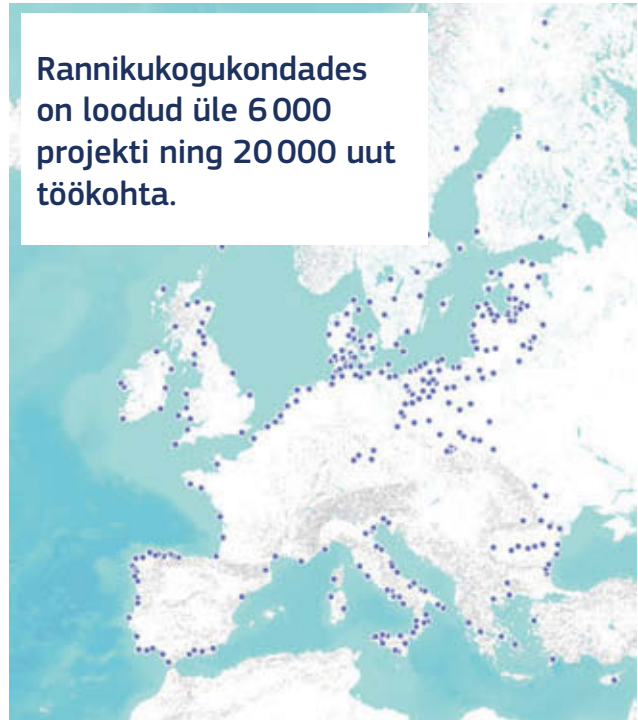 Rannikukogukondades
on loodud üle 6 000
projekti ning 20 000 uut
töökohta.